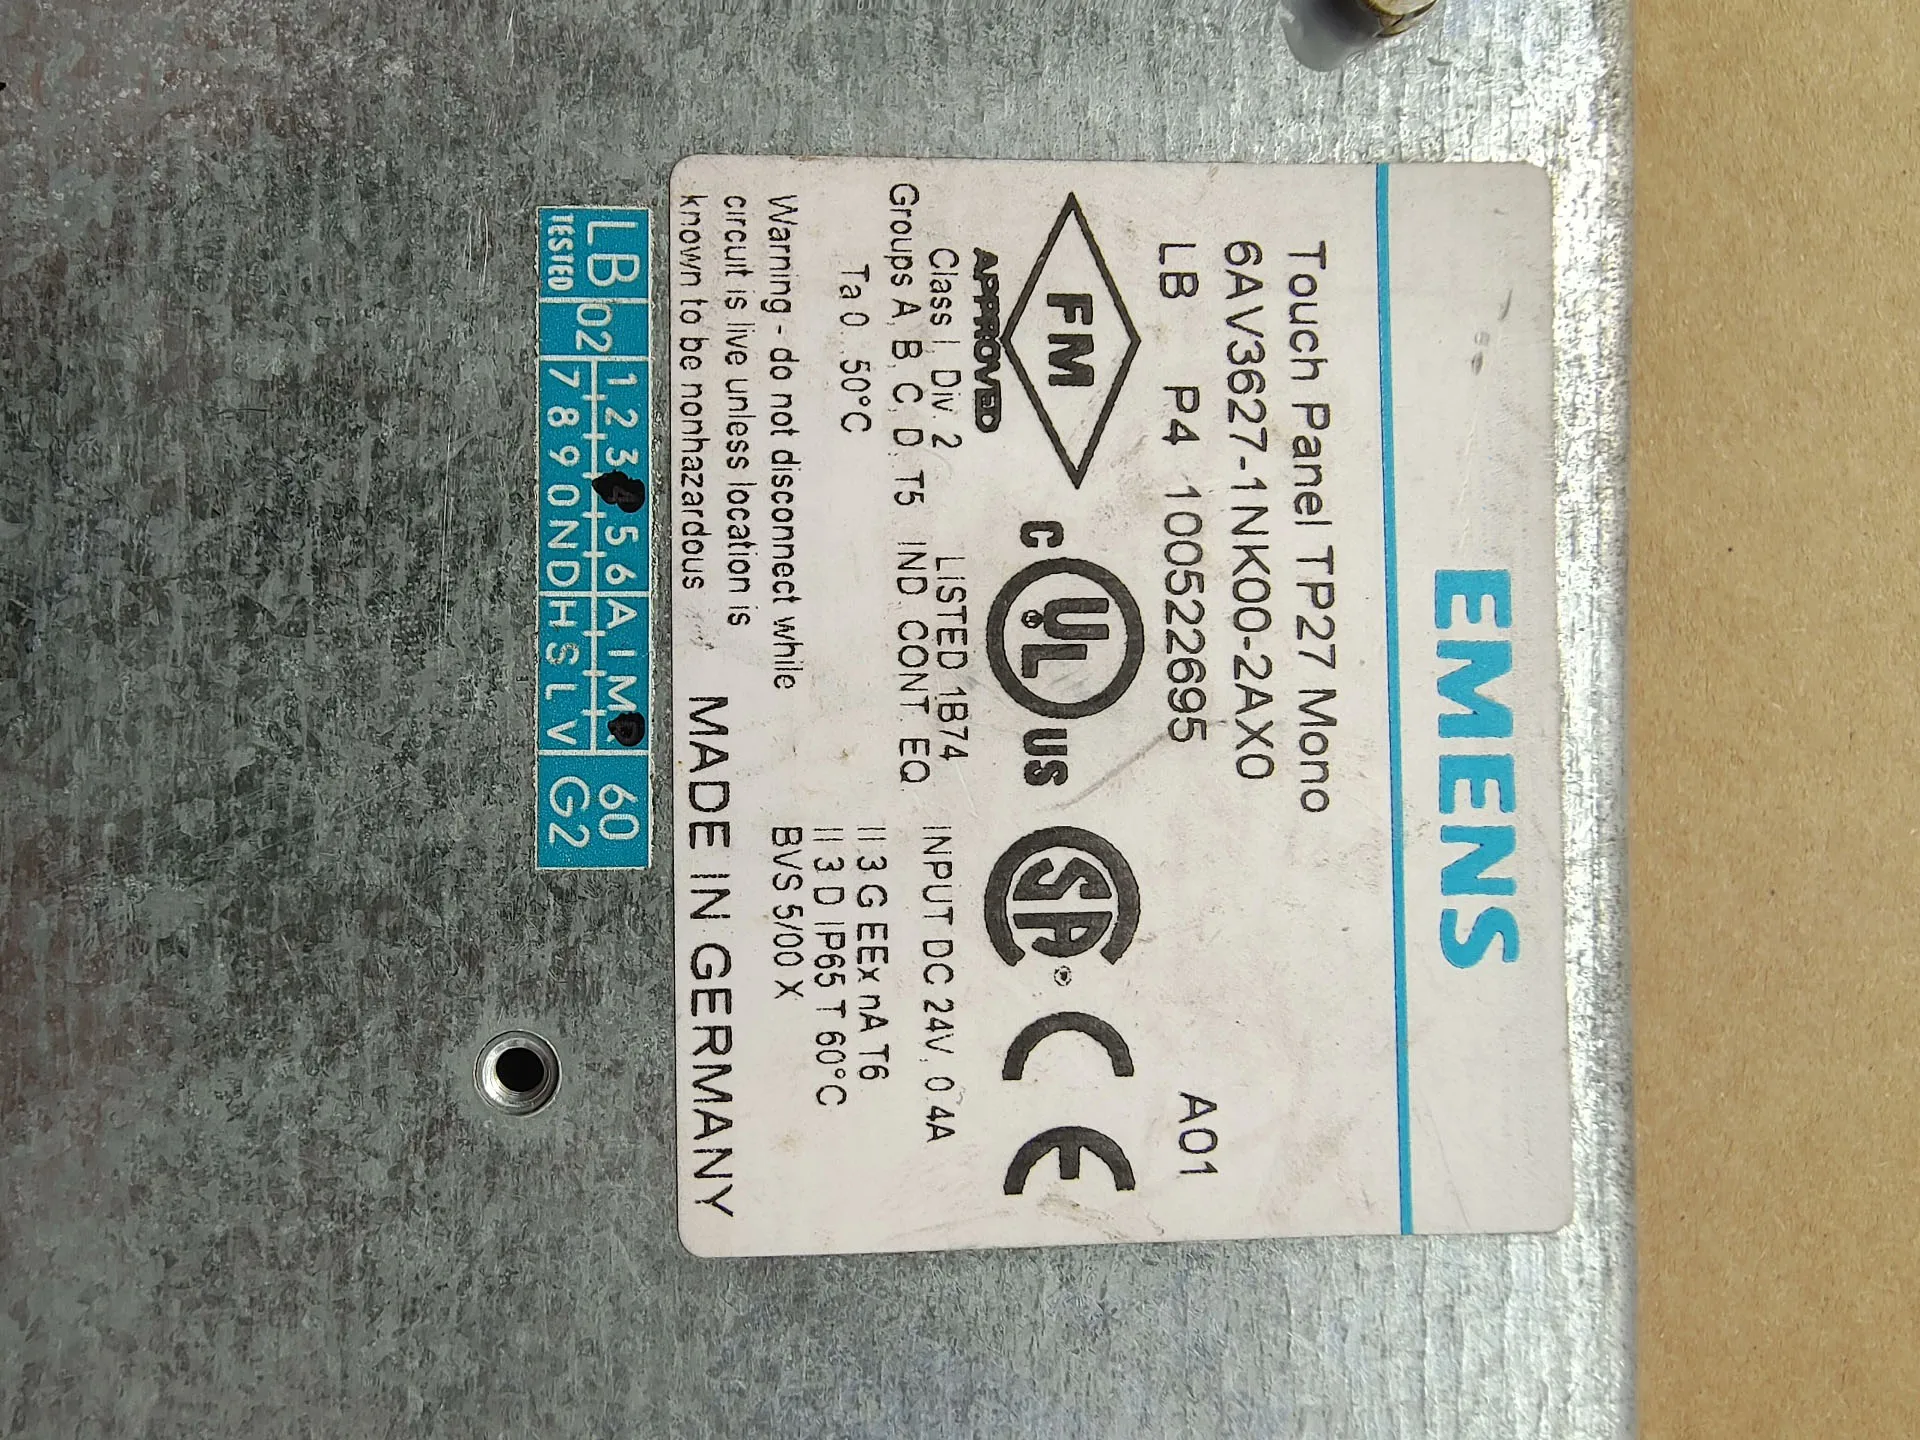 EMENS
Touch Panel TP27 Mono
6AV3627-1NK00-2AX0
LB P4 100522695 A01
FM
APPROVED
C UL US
SA
CE
Class I, Div 2
Groups A, B, C, D, T5
Ta 0...50°C
LISTED 1B74
IND. CONT. EQ.
INPUT DC 24V, 0.4A
II 3 G EEx nA T6
II 3 D IP65 T 60°C
BVS 5/00 X
Warning - do not disconnect while
circuit is live unless location is
known to be nonhazardous
MADE IN GERMANY
LB 02 1 2 3 4 5 6 A I M 60
TESTED 7 8 9 0 N D H S L V G2